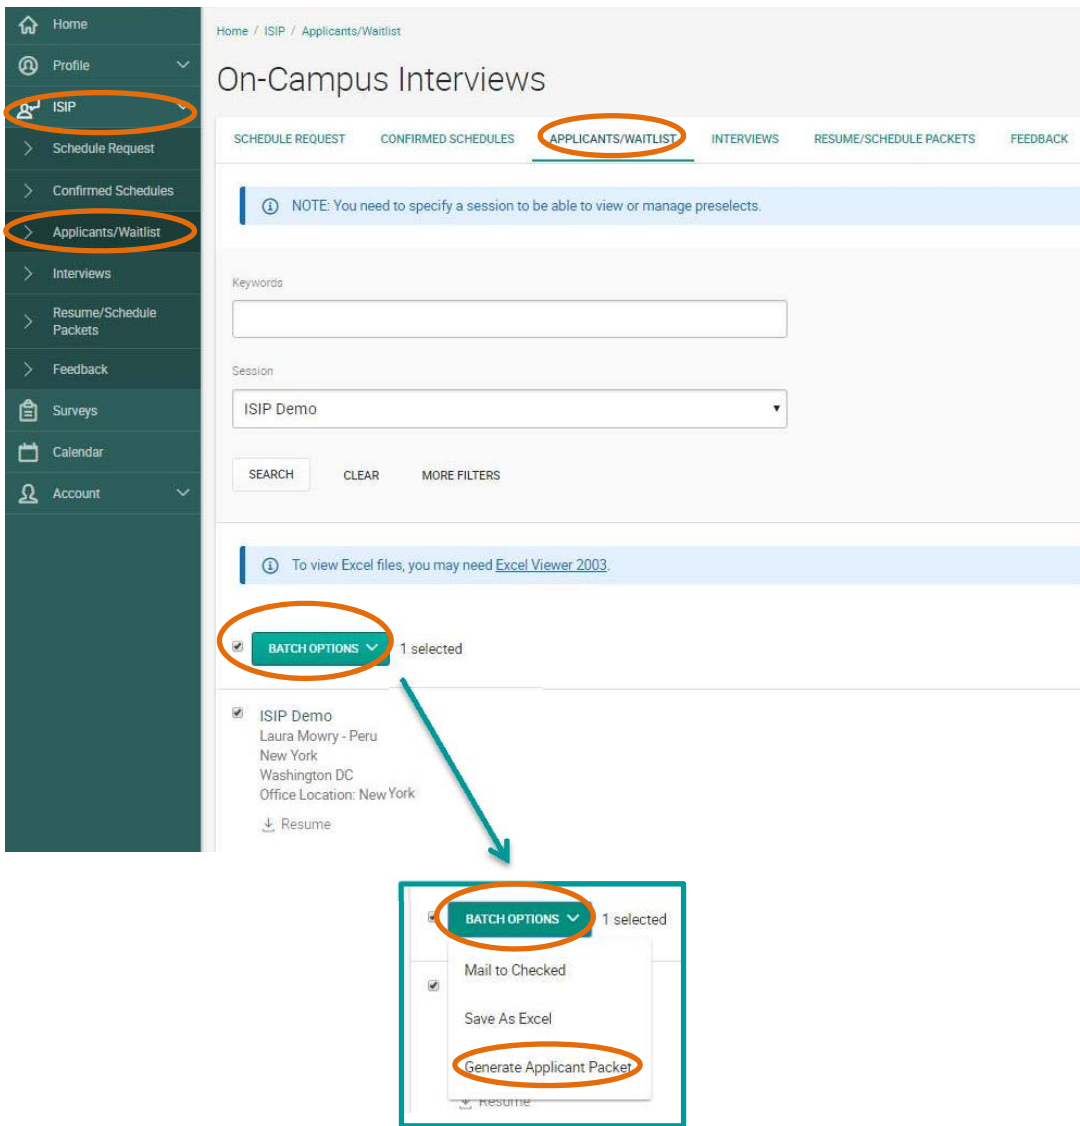 Home
Profile
ISIP
Schedule Request
Confirmed Schedules
Applicants/Waitlist
Interviews
Resume/Schedule
Packets
Feedback
Surveys
Calendar
Account
Home / ISIP / Applicants/Waitlist
On-Campus Interviews
SCHEDULE REQUEST CONFIRMED SCHEDULES APPLICANTS/WAITLIST INTERVIEWS RESUME/SCHEDULE PACKETS FEEDBACK
NOTE: You need to specify a session to be able to view or manage preselects.
Keywords
Session
ISIP Demo
SEARCH CLEAR MORE FILTERS
To view Excel files, you may need Excel Viewer 2003.
BATCH OPTIONS 1 selected
ISIP Demo
Laura Mowry - Peru
New York
Washington DC
Office Location: New York
Resume
BATCH OPTIONS 1 selected
Mail to Checked
Save As Excel
Generate Applicant Packet
Resume